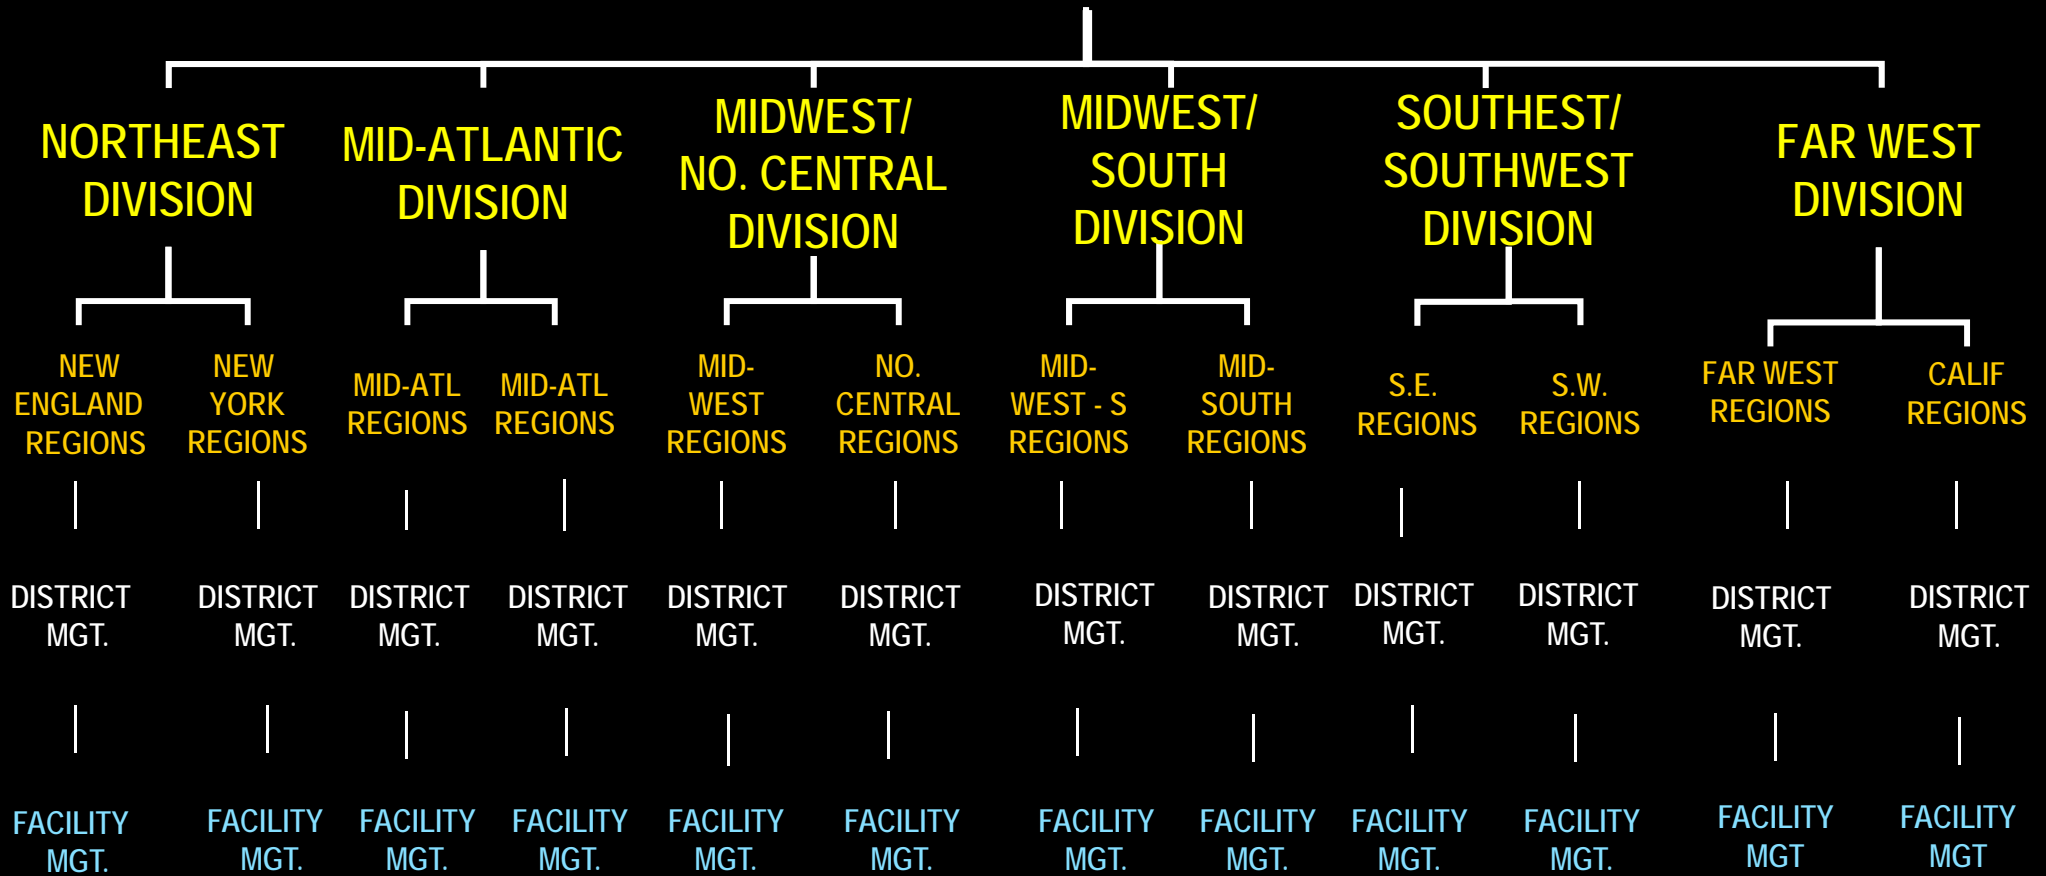 NORTHEAST
DIVISION
MID-ATLANTIC
DIVISION
MIDWEST/
NO. CENTRAL
DIVISION
MIDWEST/
SOUTH
DIVISION
SOUTHEST/
SOUTHWEST
DIVISION
FAR WEST
DIVISION
NEW
ENGLAND
REGIONS
NEW
YORK
REGIONS
MID-ATL
REGIONS
MID-ATL
REGIONS
MID-
WEST
REGIONS
NO.
CENTRAL
REGIONS
MID-
WEST - S
REGIONS
MID-
SOUTH
REGIONS
S.E.
REGIONS
S.W.
REGIONS
FAR WEST
REGIONS
CALIF
REGIONS
DISTRICT
MGT.
DISTRICT
MGT.
DISTRICT
MGT.
DISTRICT
MGT.
DISTRICT
MGT.
DISTRICT
MGT.
DISTRICT
MGT.
DISTRICT
MGT.
DISTRICT
MGT.
DISTRICT
MGT.
DISTRICT
MGT.
DISTRICT
MGT.
FACILITY
MGT.
FACILITY
MGT.
FACILITY
MGT.
FACILITY
MGT.
FACILITY
MGT.
FACILITY
MGT.
FACILITY
MGT.
FACILITY
MGT.
FACILITY
MGT.
FACILITY
MGT.
FACILITY
MGT
FACILITY
MGT